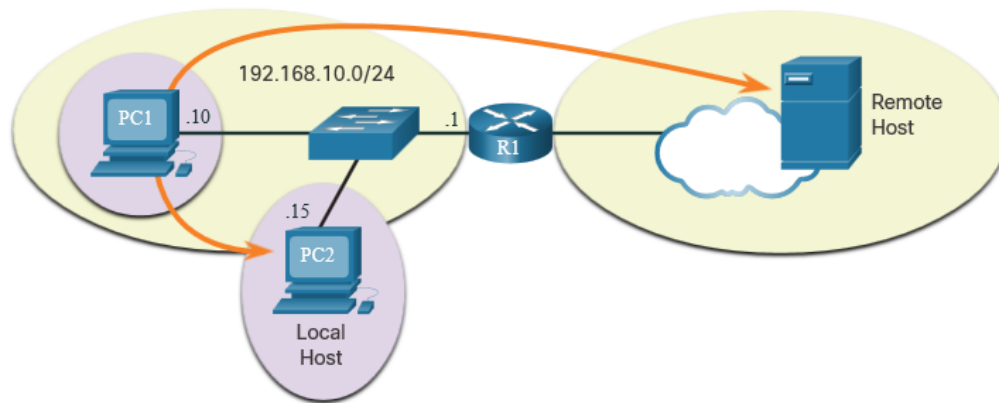 192.168.10.0/24
PC1
.10
.1
R1
Remote
Host
.15
PC2
Local
Host